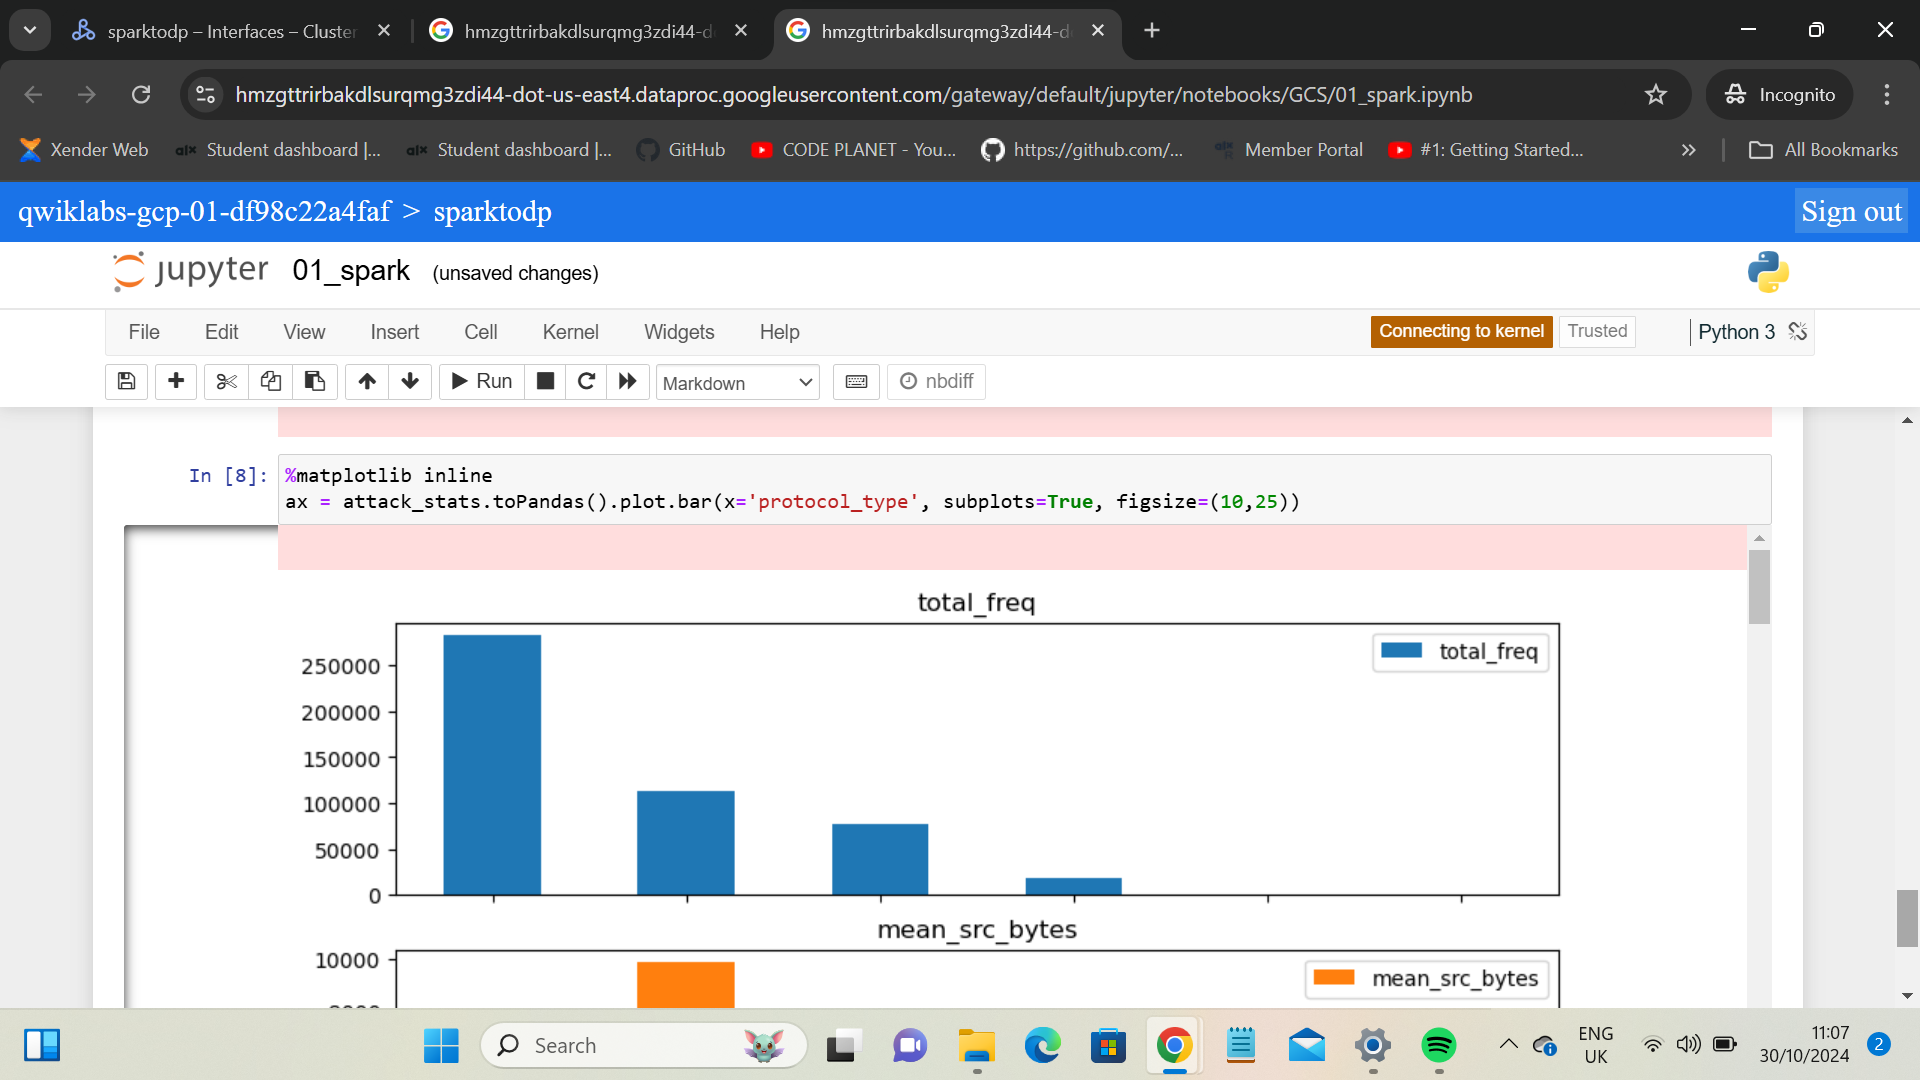 sparktodp – Interfaces – Cluster
hmzgttrirbakdlsurqmg3zdi44-d
hmzgttrirbakdlsurqmg3zdi44-d
hmzgttrirbakdlsurqmg3zdi44-dot-us-east4.dataproc.googleusercontent.com/gateway/default/jupyter/notebooks/GCS/01_spark.ipynb
Incognito
Xender Web
alx Student dashboard |...
alx Student dashboard |...
GitHub
CODE PLANET - You...
https://github.com/...
Member Portal
#1: Getting Started...
All Bookmarks
qwiklabs-gcp-01-df98c22a4faf > sparktodp
Sign out
jupyter 01_spark (unsaved changes)
File Edit View Insert Cell Kernel Widgets Help
Connecting to kernel Trusted Python 3
Run Markdown nbdiff
In [8]: %matplotlib inline
ax = attack_stats.toPandas().plot.bar(x='protocol_type', subplots=True, figsize=(10,25))
total_freq
total_freq
250000
200000
150000
100000
50000
0
mean_src_bytes
10000
mean_src_bytes
Search
ENG
UK
11:07
30/10/2024
2